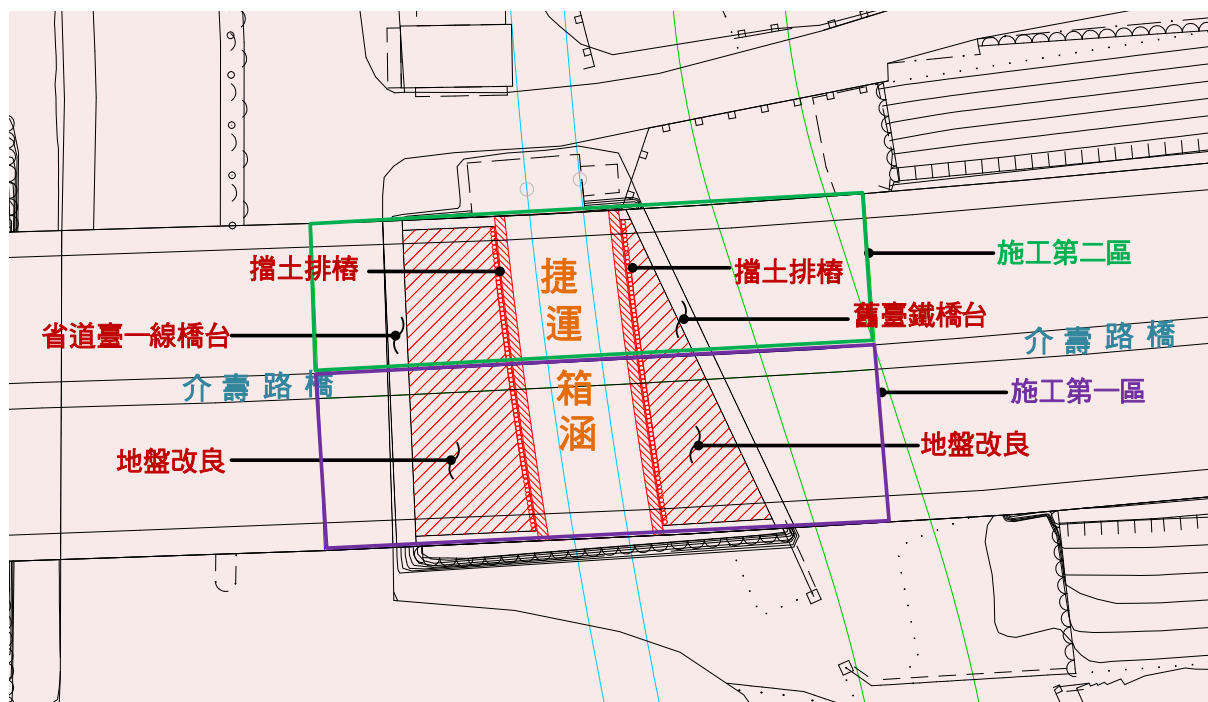 施工第二區
擋土排樁
捷
擋土排樁
運
舊臺鐵橋台
省道臺一線橋台
介壽路橋
介壽路橋
箱
施工第一區
涵
地盤改良
地盤改良